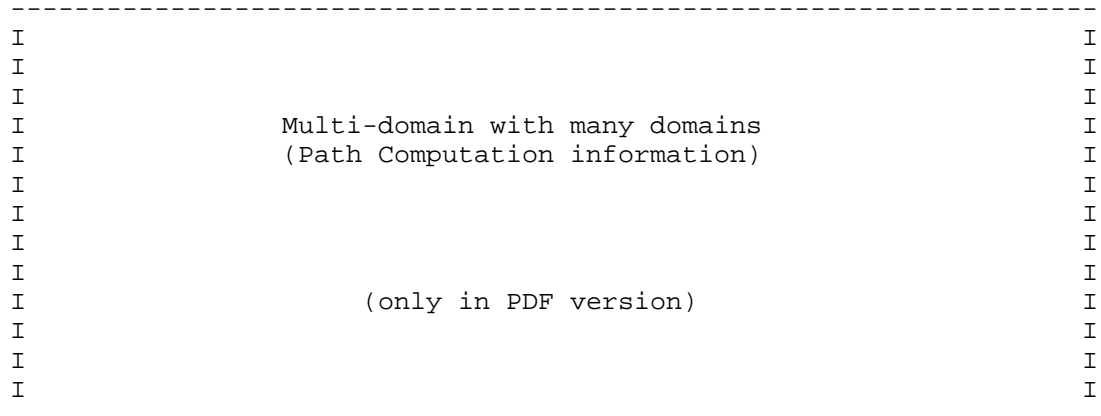 --------------------------------------------------------------------
I                                                                  I
I                                                                  I
I                                                                  I
I                Multi-domain with many domains                    I
I                (Path Computation information)                    I
I                                                                  I
I                                                                  I
I                                                                  I
I                                                                  I
I                     (only in PDF version)                        I
I                                                                  I
I                                                                  I
I                                                                  I